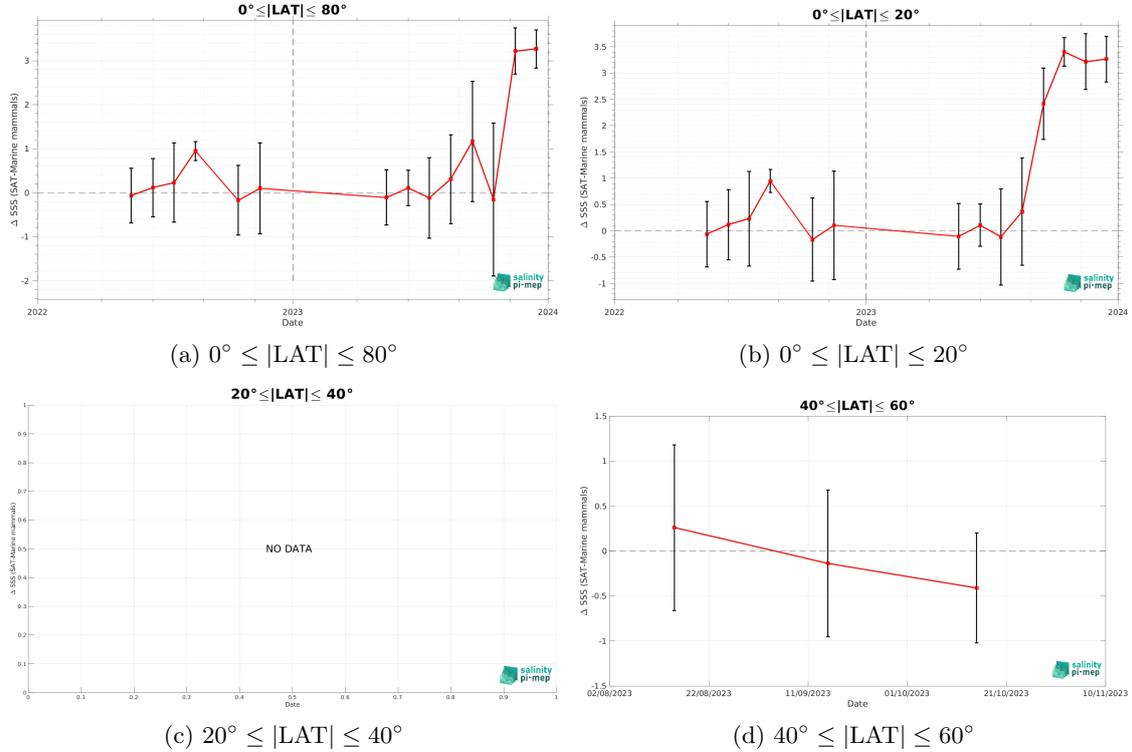 0°≤|LAT|≤ 80°
Δ SSS (SAT-Marine mammals)
3
2
1
0
-1
-2
2022
2023
2024
Date
salinity
pi-mep
(a) 0° ≤ |LAT| ≤ 80°
0°≤|LAT|≤ 20°
Δ SSS (SAT-Marine mammals)
3.5
3
2.5
2
1.5
1
0.5
0
-0.5
-1
2022
2023
2024
Date
salinity
pi-mep
(b) 0° ≤ |LAT| ≤ 20°
20°≤|LAT|≤ 40°
Δ SSS (SAT-Marine mammals)
1
0.9
0.8
0.7
0.6
0.5
0.4
0.3
0.2
0.1
0
NO DATA
0 0.1 0.2 0.3 0.4 0.5 0.6 0.7 0.8 0.9 1
Date
salinity
pi-mep
(c) 20° ≤ |LAT| ≤ 40°
40°≤|LAT|≤ 60°
Δ SSS (SAT-Marine mammals)
1.5
1
0.5
0
-0.5
-1
-1.5
02/08/2023 22/08/2023 11/09/2023 01/10/2023 21/10/2023 10/11/2023
Date
salinity
pi-mep
(d) 40° ≤ |LAT| ≤ 60°